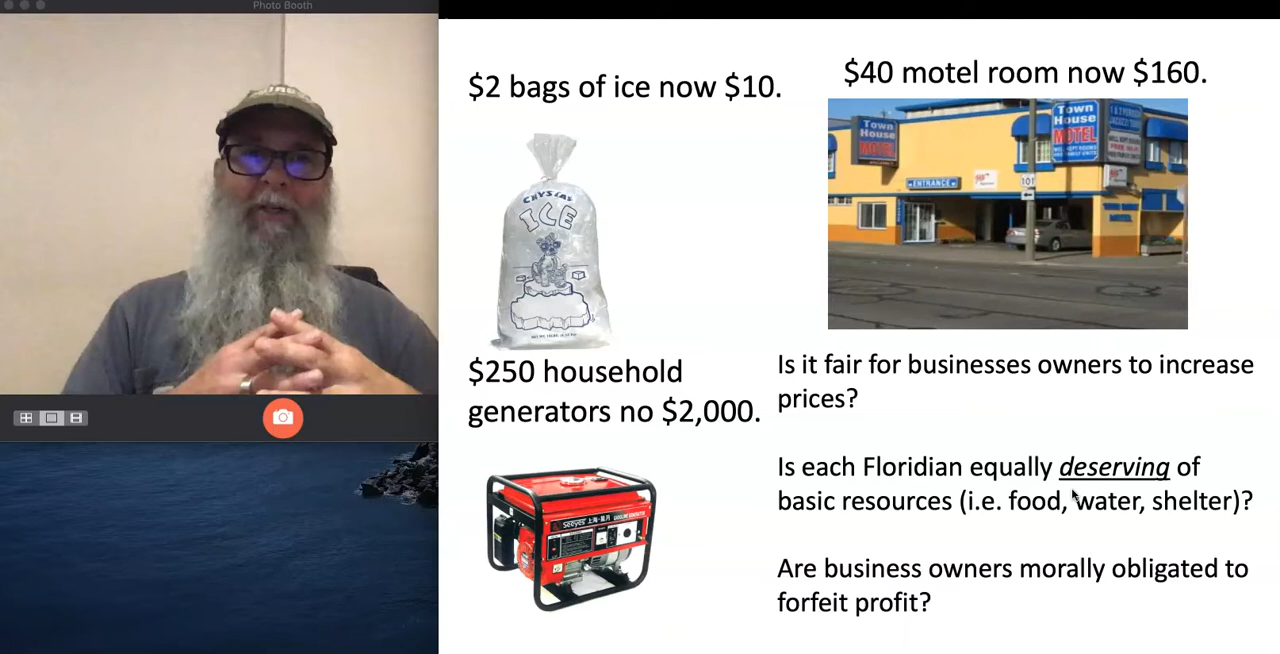 Photo Booth
$2 bags of ice now $10.
$40 motel room now $160.
CRYSTAL
ICE
Town
House
MOTEL
Town
House
MOTEL
ENTRANCE
101
$250 household
generators no $2,000.
Is it fair for businesses owners to increase
prices?
Is each Floridian equally deserving of
basic resources (i.e. food, water, shelter)?
Are business owners morally obligated to
forfeit profit?